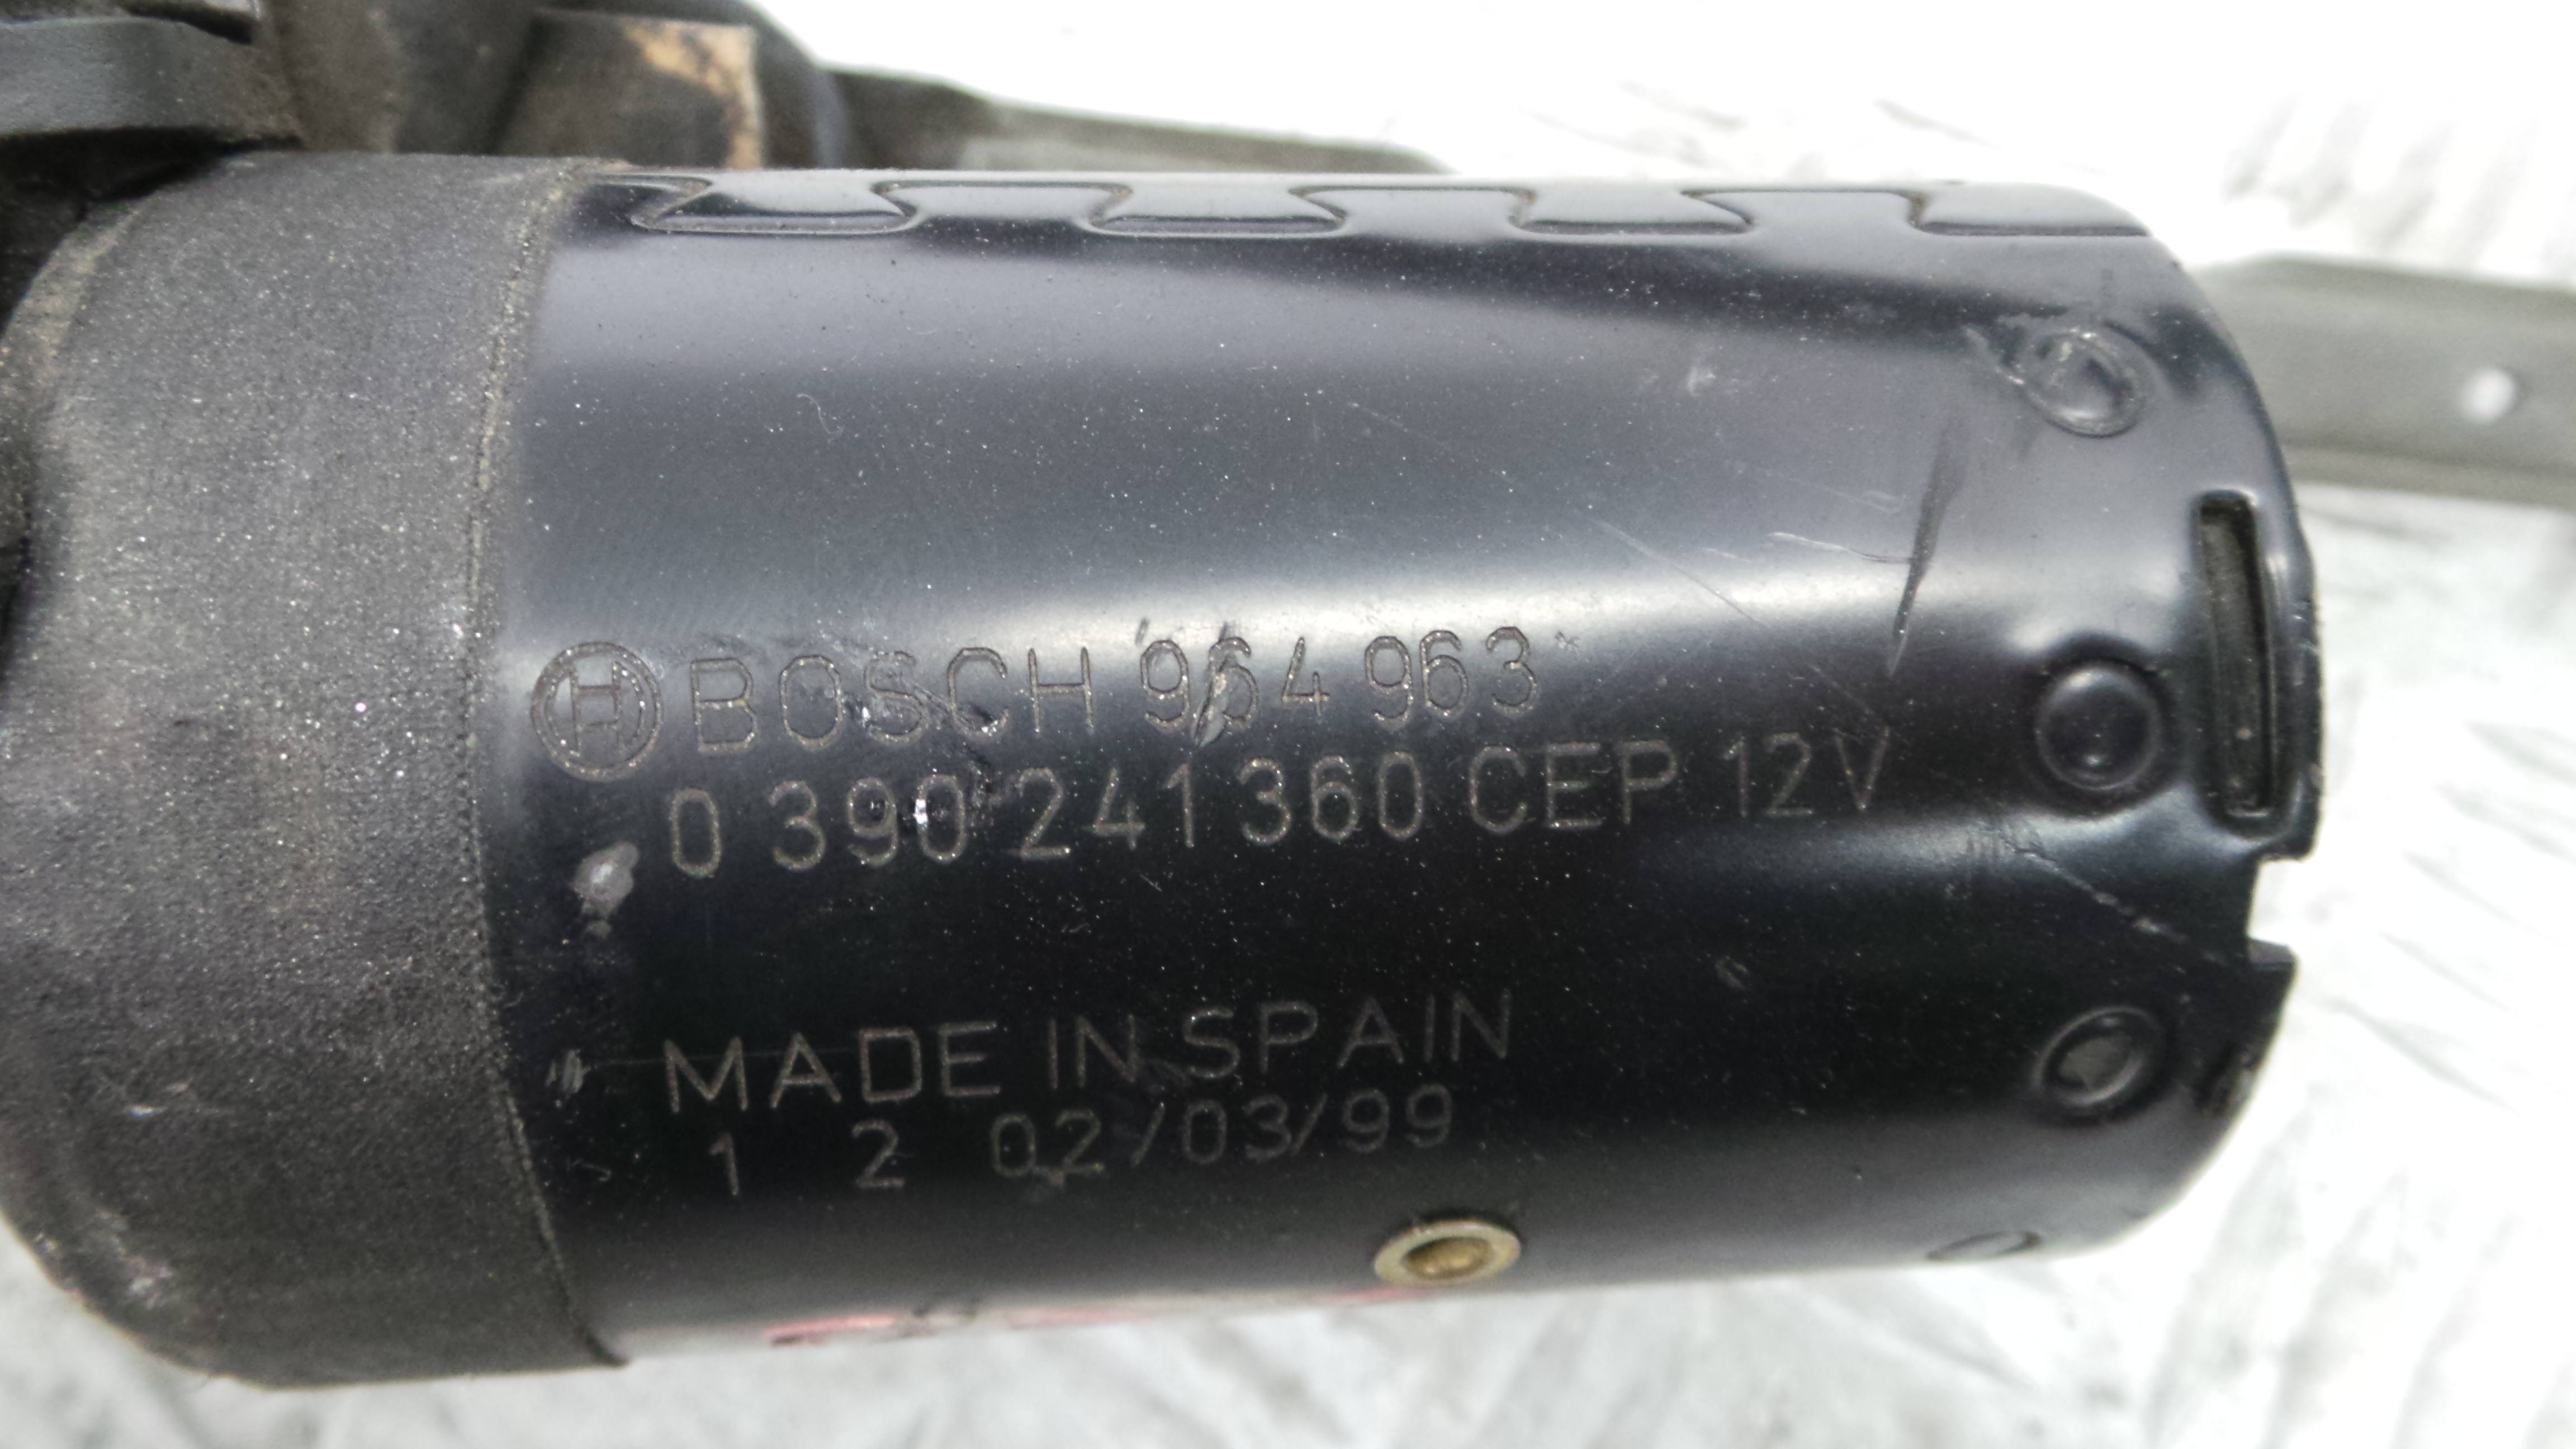 BOSCH 964 963
0 390 241 360 CEP 12V
MADE IN SPAIN
1 2 02/03/99